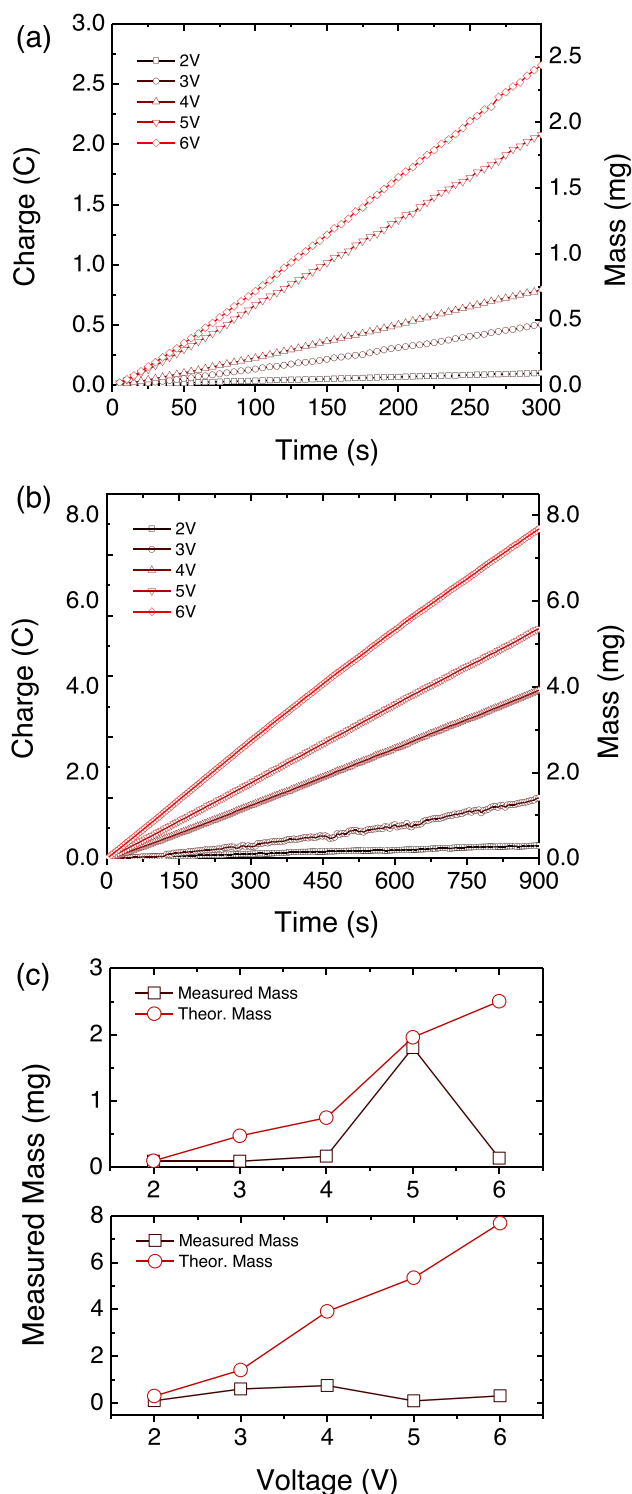 (a)
Charge (C)
3.0
2.5
2.0
1.5
1.0
0.5
0.0
2V
3V
4V
5V
6V
2.5
2.0
1.5
1.0
0.5
0.0
Mass (mg)
0 50 100 150 200 250 300
Time (s)
(b)
Charge (C)
8.0
6.0
4.0
2.0
0.0
2V
3V
4V
5V
6V
8.0
6.0
4.0
2.0
0.0
Mass (mg)
0 150 300 450 600 750 900
Time (s)
(c)
Measured Mass (mg)
3
2
1
0
Measured Mass
Theor. Mass
2 3 4 5 6
8
6
4
2
0
Measured Mass
Theor. Mass
2 3 4 5 6
Voltage (V)